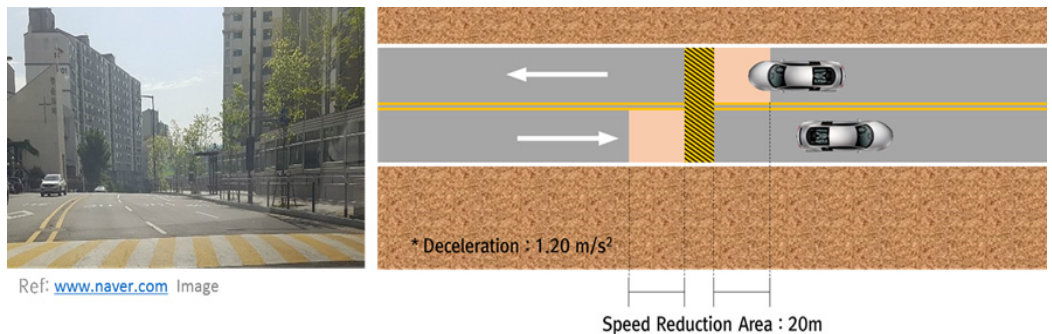 * Deceleration : 1.20 m/s²
Ref: www.naver.com Image
Speed Reduction Area : 20m